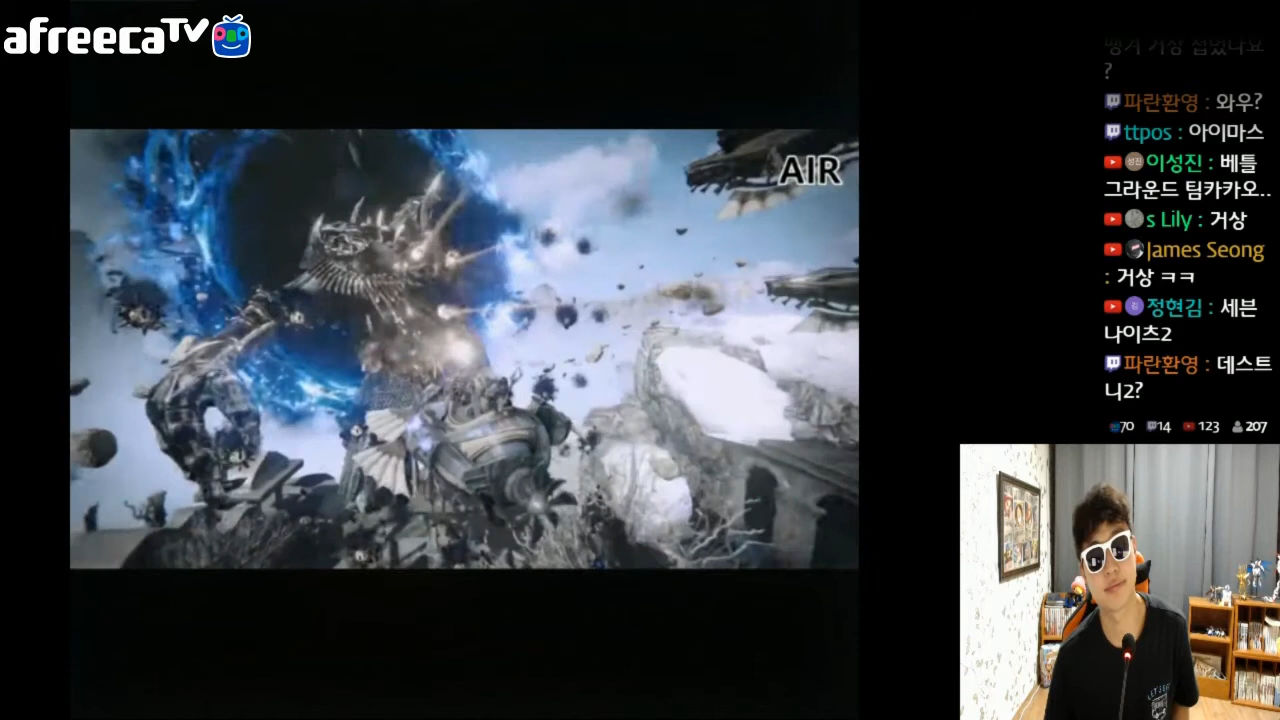 afreecaTV
AIR
?
파란환영 : 와우?
ttpos : 아이마스
이성진 : 베틀
그라운드 팀카카오..
s Lily : 거상
James Seong
: 거상 ㅋㅋ
정현김 : 세븐
나이츠2
파란환영 : 데스트
니2?
70 14 123 207